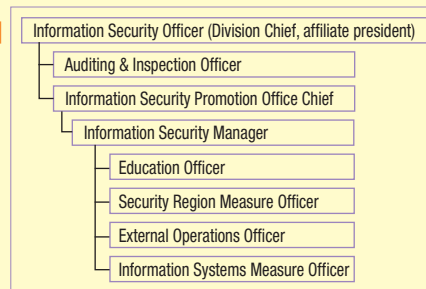 Information Security Officer (Division Chief, affiliate president)
Auditing & Inspection Officer
Information Security Promotion Office Chief
Information Security Manager
Education Officer
Security Region Measure Officer
External Operations Officer
Information Systems Measure Officer